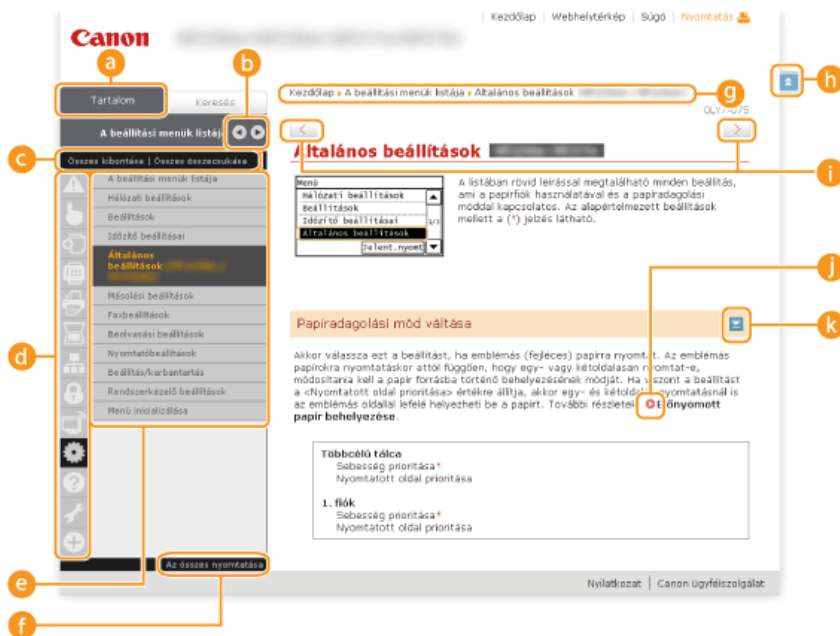 Kezdőlap | Webhelytérkép | Súgó | Nyomtatás
Canon
a
b
h
Tartalom
Keresés
Kezdőlap ▸ A beállítási menük listája ▸ Általános beállítások
g
0LY7-075
A beállítási menük listája
c
Összes kibontása | Összes összecsukása
Általános beállítások
i
A beállítási menük listája
Hálózati beállítások
Beállítások
Időzítő beállításai
Általános
beállítások
Másolási beállítások
Faxbeállítások
Beolvasási beállítások
Nyomtatóbeállítások
Beállítás/karbantartás
Rendszerkezelő beállítások
Menü inicializálása
d
Menü
Hálózati beállítások
Beállítások
Időzítő beállításai
1/3
Általános beállítások
Jelent.nyomt
A listában rövid leírással megtalálható minden beállítás,
ami a papírfiók használatával és a papíradagolási
móddal kapcsolatos. Az alapértelmezett beállítások
mellett a (*) jelzés látható.
j
Papíradagolási mód váltása
k
Akkor válassza ezt a beállítást, ha emblémás (fejléces) papírra nyomtat. Az emblémás
papírokra nyomtatáskor attól függően, hogy egy- vagy kétoldalasan nyomtat-e,
módosítania kell a papír forrásba történő behelyezésének módját. Ha viszont a beállítást
a <Nyomtatott oldal prioritása> értékre állítja, akkor egy- és kétoldalas nyomtatásnál is
az emblémás oldallal lefelé helyezheti be a papírt. További részletei Előnyomott
papír behelyezése.
Többcélú tálca
Sebesség prioritása*
Nyomtatott oldal prioritása
1. fiók
Sebesség prioritása*
Nyomtatott oldal prioritása
e
Az összes nyomtatása
Nyilatkozat | Canon ügyfélszolgálat
f